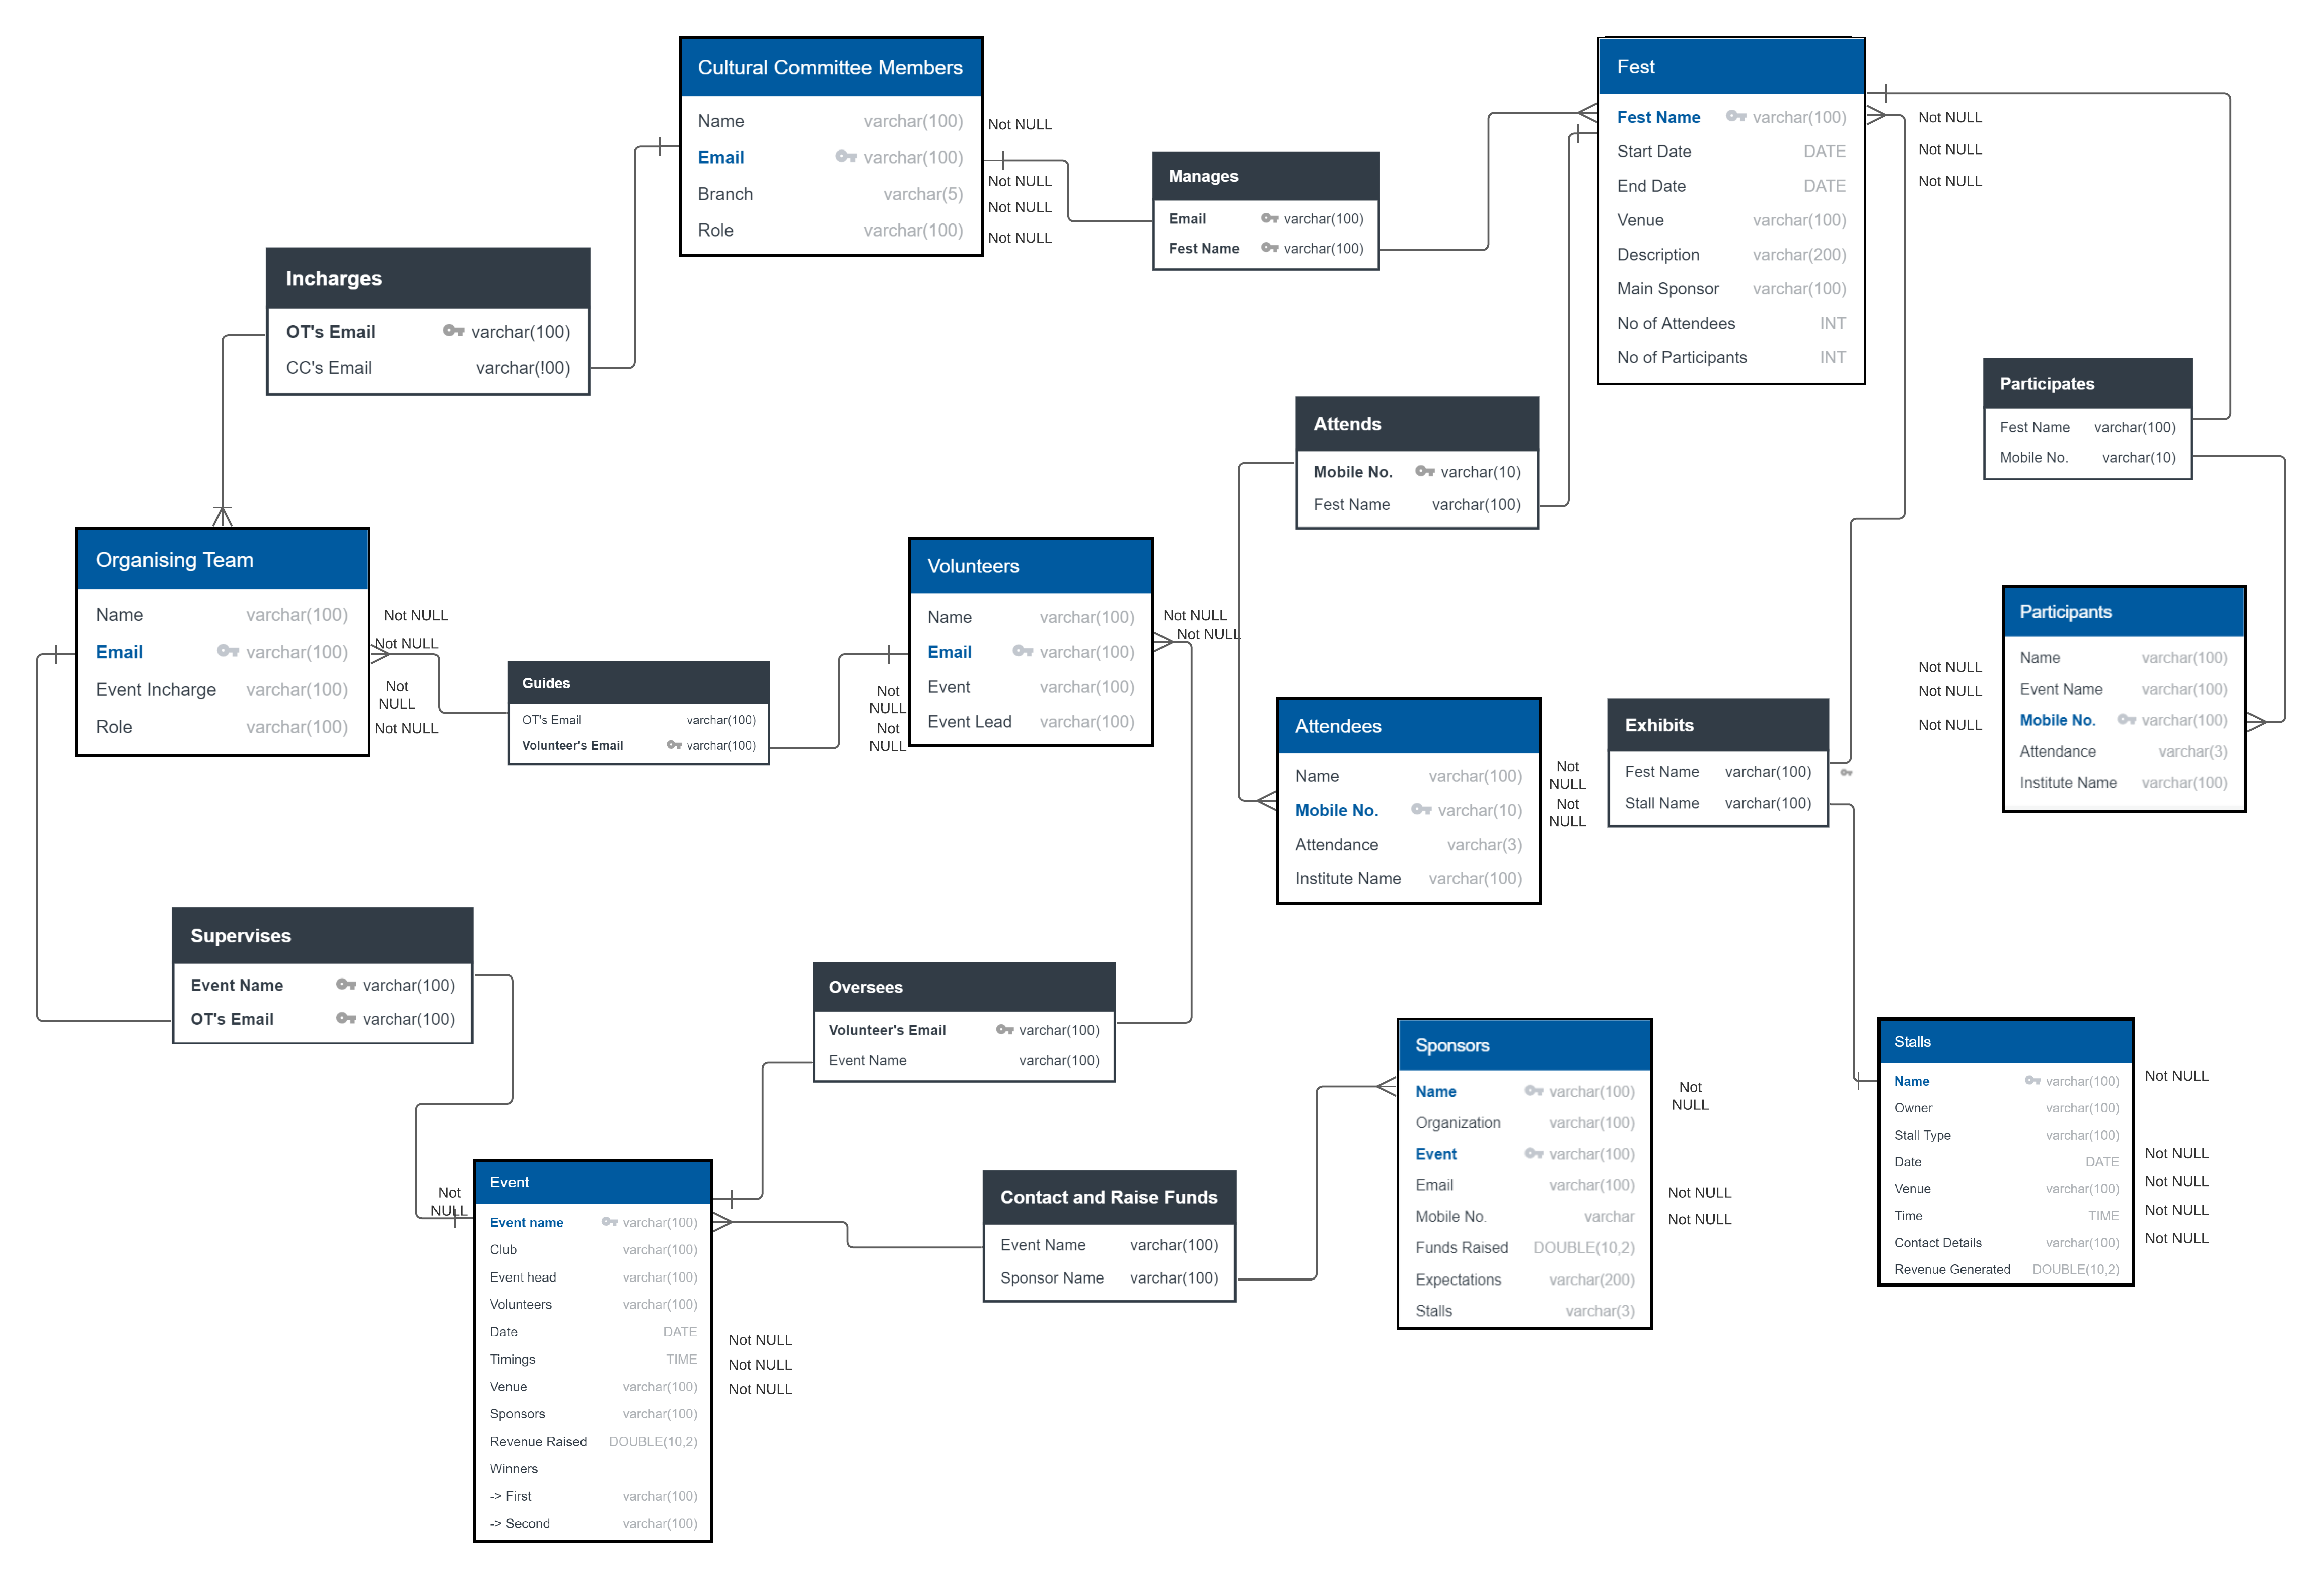 Cultural Committee Members
Name varchar(100)
Email varchar(100)
Branch varchar(5)
Role varchar(100)
Not NULL
Not NULL
Not NULL
Not NULL
Manages
Email varchar(100)
Fest Name varchar(100)
Fest
Fest Name varchar(100)
Start Date DATE
End Date DATE
Venue varchar(100)
Description varchar(200)
Main Sponsor varchar(100)
No of Attendees INT
No of Participants INT
Not NULL
Not NULL
Not NULL
Incharges
OT's Email varchar(100)
CC's Email varchar(!00)
Participates
Fest Name varchar(100)
Mobile No. varchar(10)
Attends
Mobile No. varchar(10)
Fest Name varchar(100)
Organising Team
Name varchar(100)
Email varchar(100)
Event Incharge varchar(100)
Role varchar(100)
Not NULL
Not NULL
Not
NULL
Not NULL
Guides
OT's Email varchar(100)
Volunteer's Email varchar(100)
Volunteers
Name varchar(100)
Email varchar(100)
Event varchar(100)
Event Lead varchar(100)
Not
NULL
Not
NULL
Not NULL
Not NULL
Participants
Name varchar(100)
Event Name varchar(100)
Mobile No. varchar(100)
Attendance varchar(3)
Institute Name varchar(100)
Not NULL
Not NULL
Not NULL
Attendees
Name varchar(100)
Mobile No. varchar(10)
Attendance varchar(3)
Institute Name varchar(100)
Not
NULL
Not
NULL
Exhibits
Fest Name varchar(100)
Stall Name varchar(100)
Supervises
Event Name varchar(100)
OT's Email varchar(100)
Oversees
Volunteer's Email varchar(100)
Event Name varchar(100)
Sponsors
Name varchar(100)
Organization varchar(100)
Event varchar(100)
Email varchar(100)
Mobile No. varchar
Funds Raised DOUBLE(10,2)
Expectations varchar(200)
Stalls varchar(3)
Not
NULL
Not NULL
Not NULL
Stalls
Name varchar(100)
Owner varchar(100)
Stall Type varchar(100)
Date DATE
Venue varchar(100)
Time TIME
Contact Details varchar(100)
Revenue Generated DOUBLE(10,2)
Not NULL
Not NULL
Not NULL
Not NULL
Not NULL
Event
Event name varchar(100)
Club varchar(100)
Event head varchar(100)
Volunteers varchar(100)
Date DATE
Timings TIME
Venue varchar(100)
Sponsors varchar(100)
Revenue Raised DOUBLE(10,2)
Winners
-> First varchar(100)
-> Second varchar(100)
Not
NULL
Not NULL
Not NULL
Not NULL
Contact and Raise Funds
Event Name varchar(100)
Sponsor Name varchar(100)